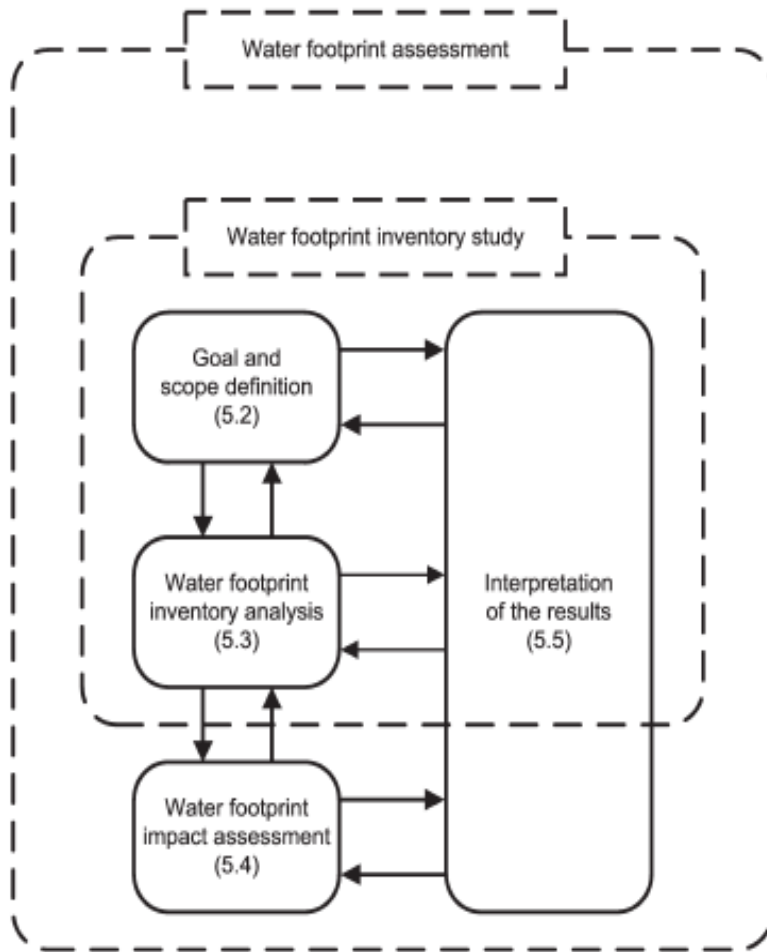 Water footprint assessment
Water footprint inventory study
Goal and
scope definition
(5.2)
Water footprint
inventory analysis
(5.3)
Interpretation
of the results
(5.5)
Water footprint
impact assessment
(5.4)